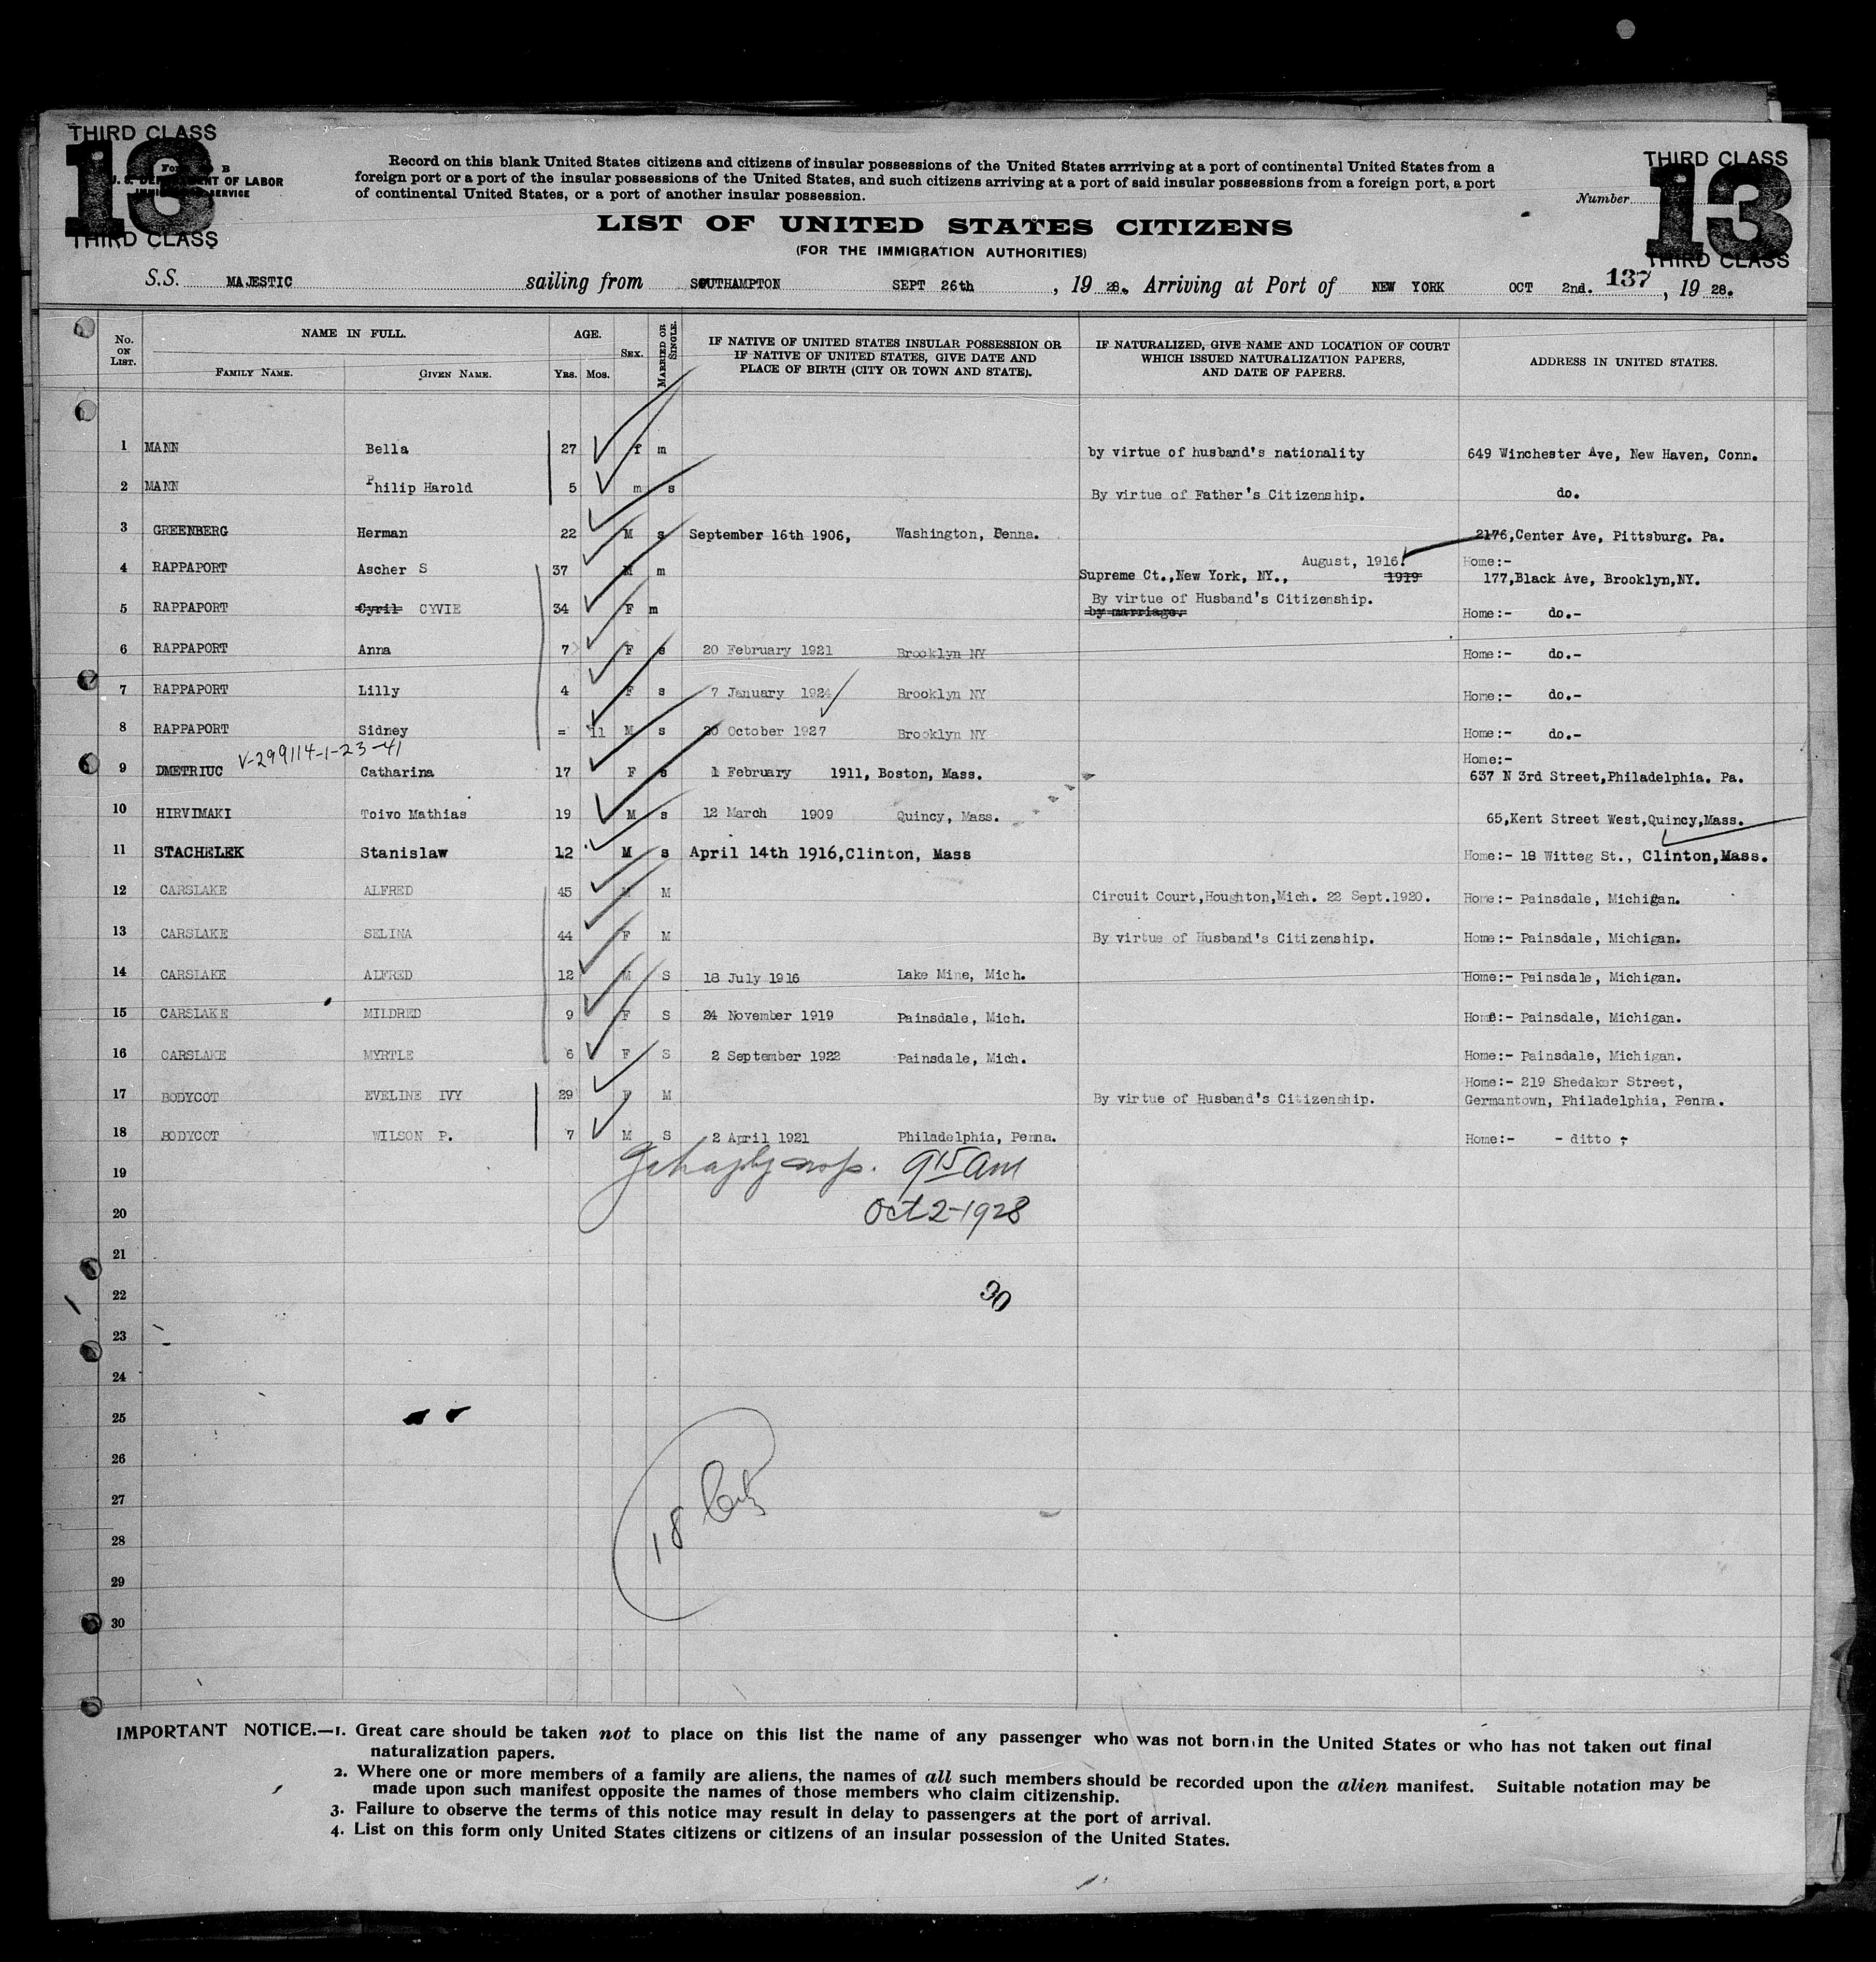 THIRD CLASS
13
THIRD CLASS
U. S. DEPARTMENT OF LABOR
IMMIGRATION SERVICE
Record on this blank United States citizens and citizens of insular possessions of the United States arrriving at a port of continental United States from a
foreign port or a port of the insular possessions of the United States, and such citizens arriving at a port of said insular possessions from a foreign port, a port
of continental United States, or a port of another insular possession.
THIRD CLASS
Number
13
THIRD CLASS
LIST OF UNITED STATES CITIZENS
(FOR THE IMMIGRATION AUTHORITIES)
S.S. MAJESTIC sailing from SOUTHAMPTON SEPT 26th , 19 28. Arriving at Port of NEW YORK OCT 2nd. 137 , 19 28.
No. ON LIST. NAME IN FULL. FAMILY NAME. GIVEN NAME. AGE. YRS. MOS. SEX. MARRIED OR SINGLE. IF NATIVE OF UNITED STATES INSULAR POSSESSION OR IF NATIVE OF UNITED STATES, GIVE DATE AND PLACE OF BIRTH (CITY OR TOWN AND STATE). IF NATURALIZED, GIVE NAME AND LOCATION OF COURT WHICH ISSUED NATURALIZATION PAPERS, AND DATE OF PAPERS. ADDRESS IN UNITED STATES.
1 MANN Bella 27 f m by virtue of husband's nationality 649 Winchester Ave, New Haven, Conn.
2 MANN Philip Harold 5 m s By virtue of Father's Citizenship. do.
3 GREENBERG Herman 22 M s September 16th 1906, Washington, Penna. 2176,Center Ave, Pittsburg. Pa.
4 RAPPAPORT Ascher S 37 M m Supreme Ct.,New York, NY., August, 1916. 1919 Home:- 177,Black Ave, Brooklyn,NY.
5 RAPPAPORT Cyril CYVIE 34 F m By virtue of Husband's Citizenship. by marriage. Home:- do.-
6 RAPPAPORT Anna 7 F s 20 February 1921 Brooklyn NY Home:- do.-
7 RAPPAPORT Lilly 4 F s 7 January 1924 Brooklyn NY Home:- do.-
8 RAPPAPORT Sidney = 11 M s 20 October 1927 Brooklyn NY Home:- do.-
V-299114-1-23-41
9 DMETRIUC Catharina 17 F s 1 February 1911, Boston, Mass. Home:- 637 N 3rd Street,Philadelphia. Pa.
10 HIRVIMAKI Toivo Mathias 19 M s 12 March 1909 Quincy, Mass. 65,Kent Street West,Quincy,Mass.
11 STACHELEK Stanislaw 12 M s April 14th 1916,Clinton, Mass Home:- 18 Witteg St., Clinton,Mass.
12 CARSLAKE ALFRED 45 M M Circuit Court,Houghton,Mich. 22 Sept.1920. Home:- Painsdale, Michigan.
13 CARSLAKE SELINA 44 F M By virtue of Husband's Citizenship. Home:- Painsdale, Michigan.
14 CARSLAKE ALFRED 12 M S 18 July 1916 Lake Mine, Mich. Home:- Painsdale, Michigan.
15 CARSLAKE MILDRED 9 F S 24 November 1919 Painsdale, Mich. Home:- Painsdale, Michigan.
16 CARSLAKE MYRTLE 6 F S 2 September 1922 Painsdale, Mich. Home:- Painsdale, Michigan.
17 BODYCOT EVELINE IVY 29 F M By virtue of Husband's Citizenship. Home:- 219 Shedaker Street, Germantown, Philadelphia, Penna.
18 BODYCOT WILSON P. 7 M S 2 April 1921 Philadelphia, Penna. Home:- - ditto -
19 9 15 am
20 Oct 2-1928
21
22 30
23
24
25
26
27 18
28
29
30
IMPORTANT NOTICE.—1. Great care should be taken not to place on this list the name of any passenger who was not born in the United States or who has not taken out final
naturalization papers.
2. Where one or more members of a family are aliens, the names of all such members should be recorded upon the alien manifest. Suitable notation may be
made upon such manifest opposite the names of those members who claim citizenship.
3. Failure to observe the terms of this notice may result in delay to passengers at the port of arrival.
4. List on this form only United States citizens or citizens of an insular possession of the United States.